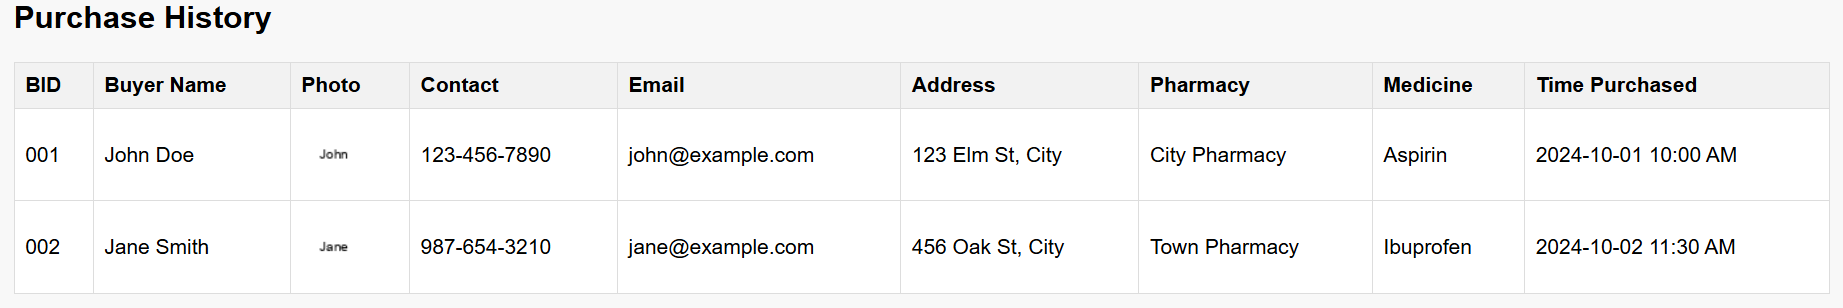 Purchase History
BID Buyer Name Photo Contact Email Address Pharmacy Medicine Time Purchased
001 John Doe John 123-456-7890 john@example.com 123 Elm St, City City Pharmacy Aspirin 2024-10-01 10:00 AM
002 Jane Smith Jane 987-654-3210 jane@example.com 456 Oak St, City Town Pharmacy Ibuprofen 2024-10-02 11:30 AM